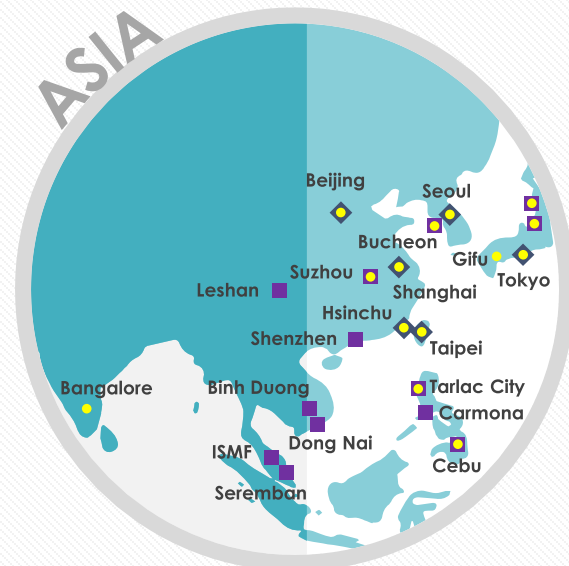 ASIA
Beijing
Seoul
Bucheon
Gifu
Suzhou
Tokyo
Leshan
Shanghai
Hsinchu
Shenzhen
Taipei
Bangalore
Binh Duong
Tarlac City
Carmona
Dong Nai
ISMF
Cebu
Seremban